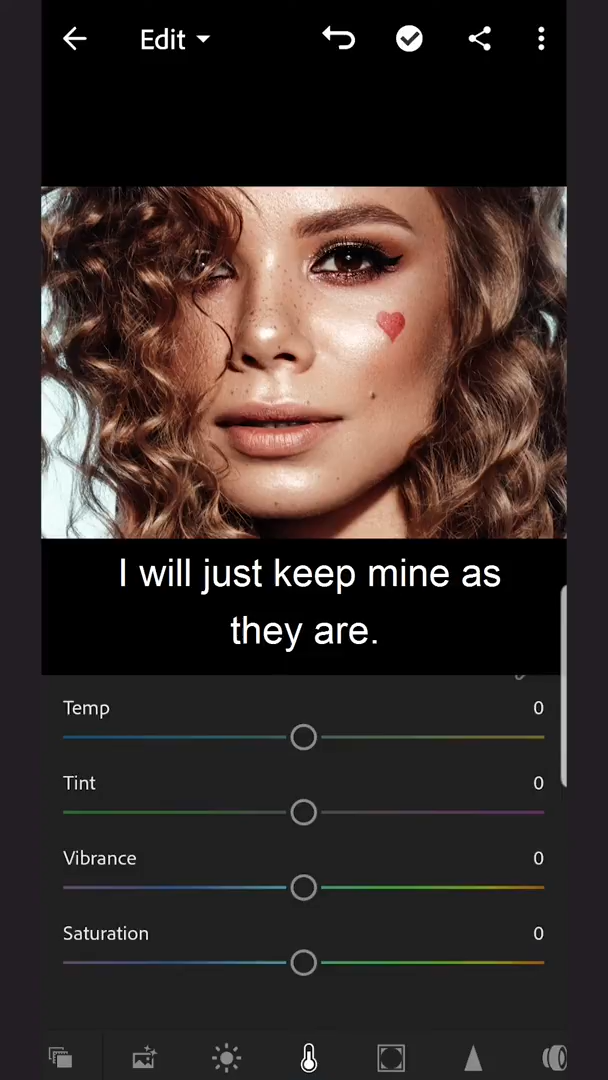 Edit
I will just keep mine as
they are.
Temp 0
Tint 0
Vibrance 0
Saturation 0